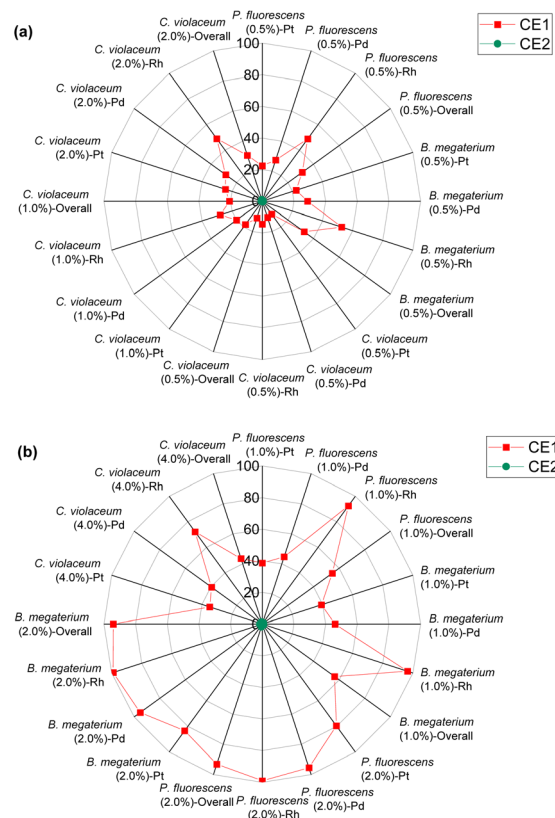 (a)
CE1
CE2
100
80
60
40
20
P. fluorescens
(0.5%)-Pt
P. fluorescens
(0.5%)-Pd
P. fluorescens
(0.5%)-Rh
P. fluorescens
(0.5%)-Overall
B. megaterium
(0.5%)-Pt
B. megaterium
(0.5%)-Pd
B. megaterium
(0.5%)-Rh
B. megaterium
(0.5%)-Overall
C. violaceum
(0.5%)-Pt
C. violaceum
(0.5%)-Pd
C. violaceum
(0.5%)-Rh
C. violaceum
(0.5%)-Overall
C. violaceum
(1.0%)-Pt
C. violaceum
(1.0%)-Pd
C. violaceum
(1.0%)-Rh
C. violaceum
(1.0%)-Overall
C. violaceum
(2.0%)-Pt
C. violaceum
(2.0%)-Pd
C. violaceum
(2.0%)-Rh
C. violaceum
(2.0%)-Overall
(b)
CE1
CE2
100
80
60
40
20
P. fluorescens
(1.0%)-Pt
P. fluorescens
(1.0%)-Pd
P. fluorescens
(1.0%)-Rh
P. fluorescens
(1.0%)-Overall
B. megaterium
(1.0%)-Pt
B. megaterium
(1.0%)-Pd
B. megaterium
(1.0%)-Rh
B. megaterium
(1.0%)-Overall
P. fluorescens
(2.0%)-Pt
P. fluorescens
(2.0%)-Pd
P. fluorescens
(2.0%)-Rh
P. fluorescens
(2.0%)-Overall
B. megaterium
(2.0%)-Pt
B. megaterium
(2.0%)-Pd
B. megaterium
(2.0%)-Rh
B. megaterium
(2.0%)-Overall
C. violaceum
(4.0%)-Pt
C. violaceum
(4.0%)-Pd
C. violaceum
(4.0%)-Rh
C. violaceum
(4.0%)-Overall